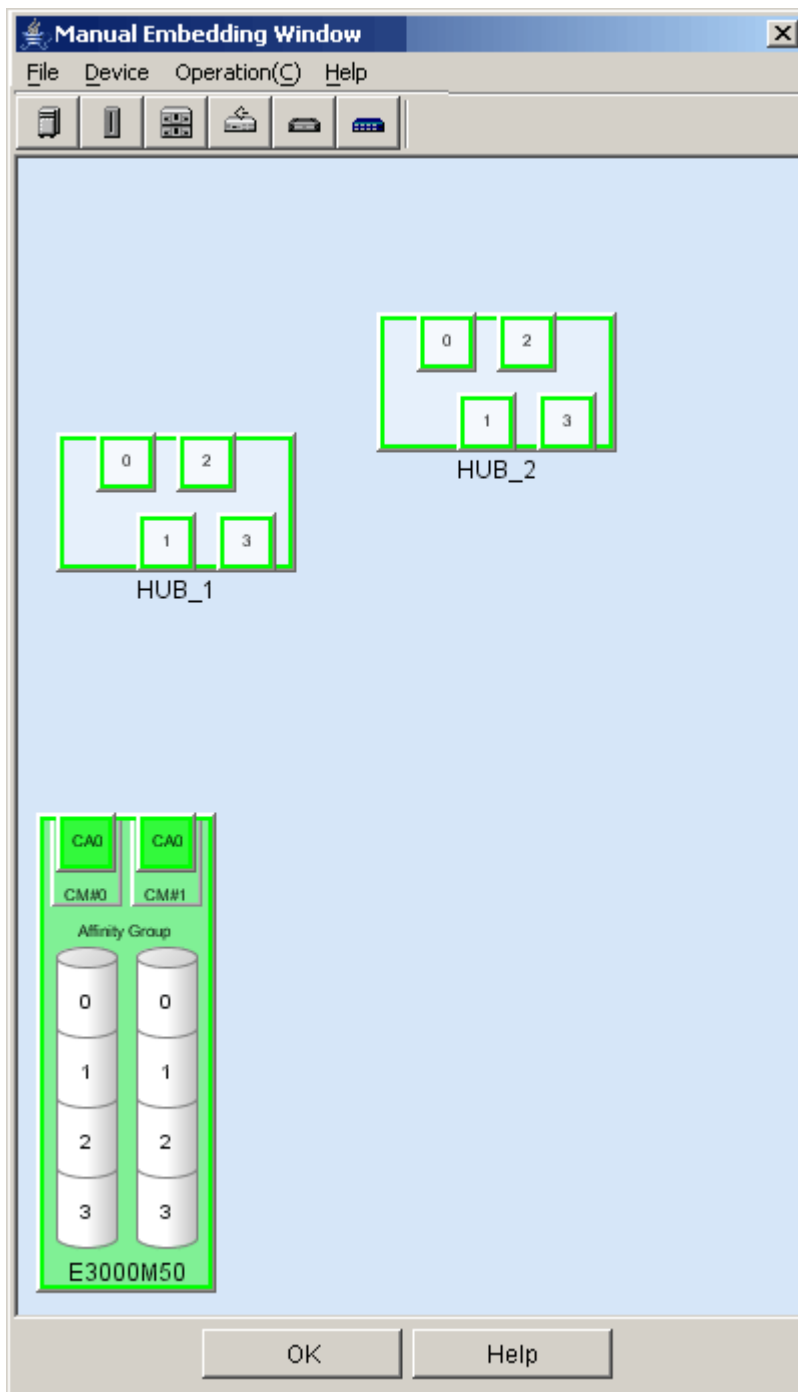 Manual Embedding Window
File Device Operation(C) Help
0 2
1 3
HUB_2
0 2
1 3
HUB_1
CA0 CA0
CM#0 CM#1
Affinity Group
0 0
1 1
2 2
3 3
E3000M50
OK Help